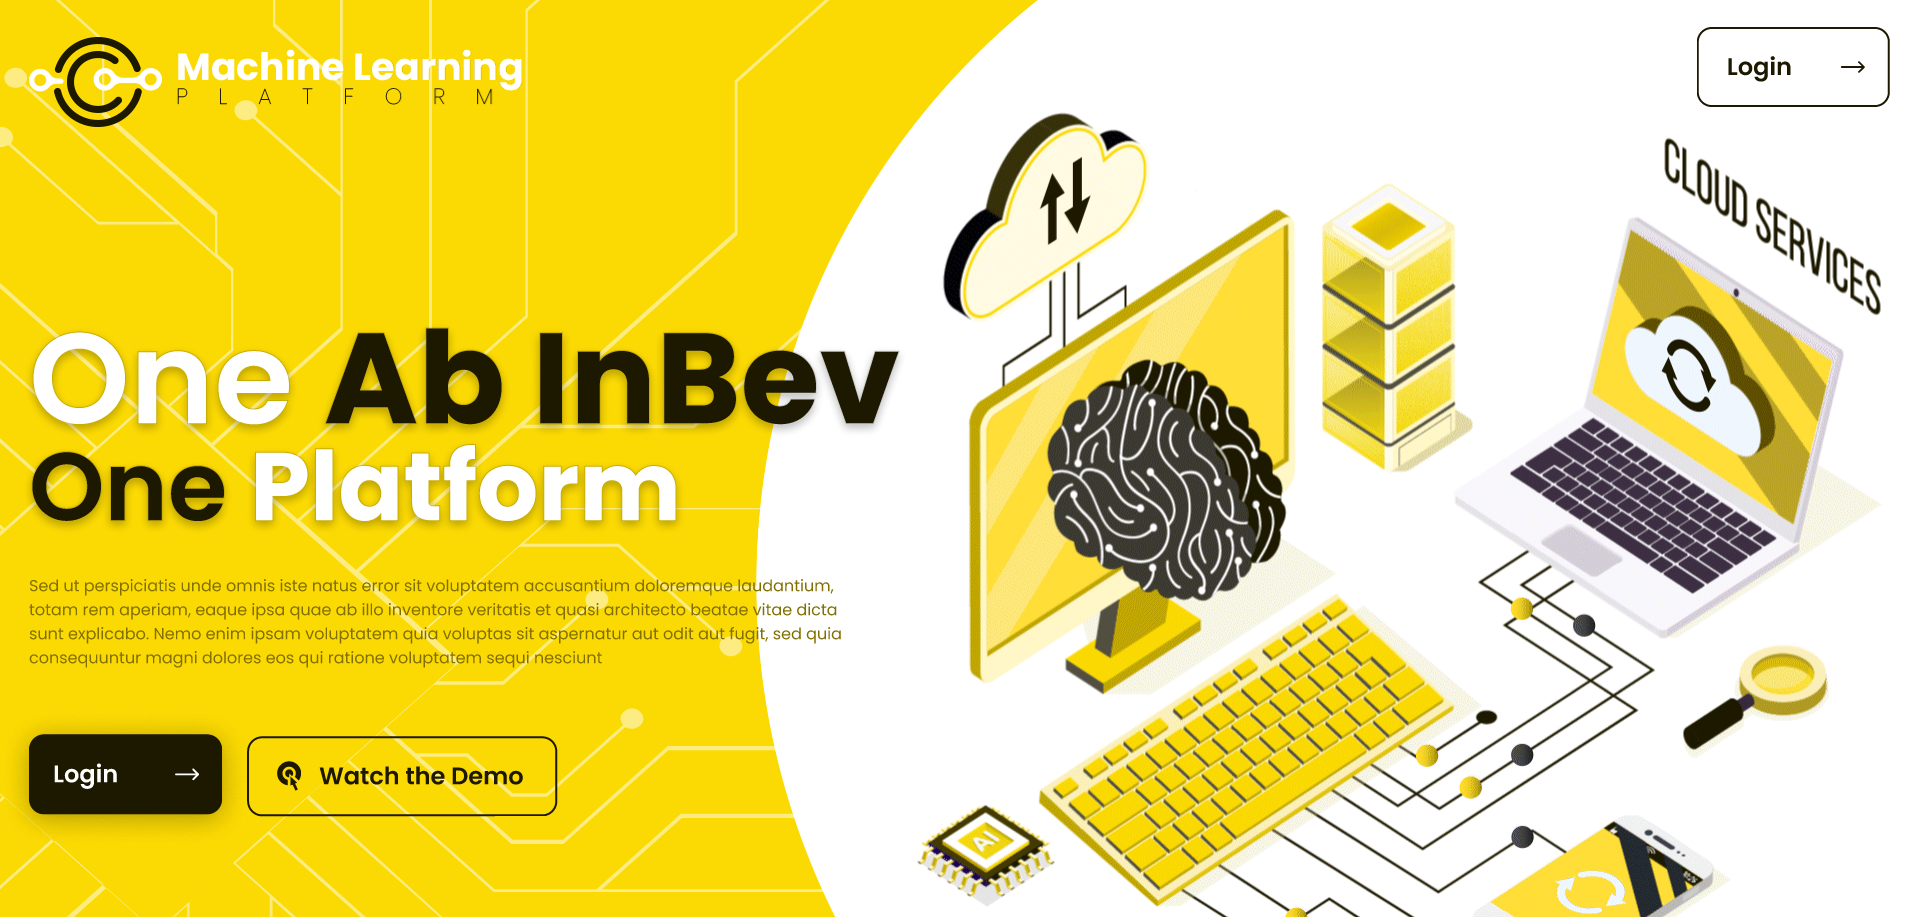 Machine Learning
PLATFORM
Login
CLOUD SERVICES
One Ab InBev
One Platform
Sed ut perspiciatis unde omnis iste natus error sit voluptatem accusantium doloremque laudantium,
totam rem aperiam, eaque ipsa quae ab illo inventore veritatis et quasi architecto beatae vitae dicta
sunt explicabo. Nemo enim ipsam voluptatem quia voluptas sit aspernatur aut odit aut fugit, sed quia
consequuntur magni dolores eos qui ratione voluptatem sequi nesciunt
Login
Watch the Demo
AI